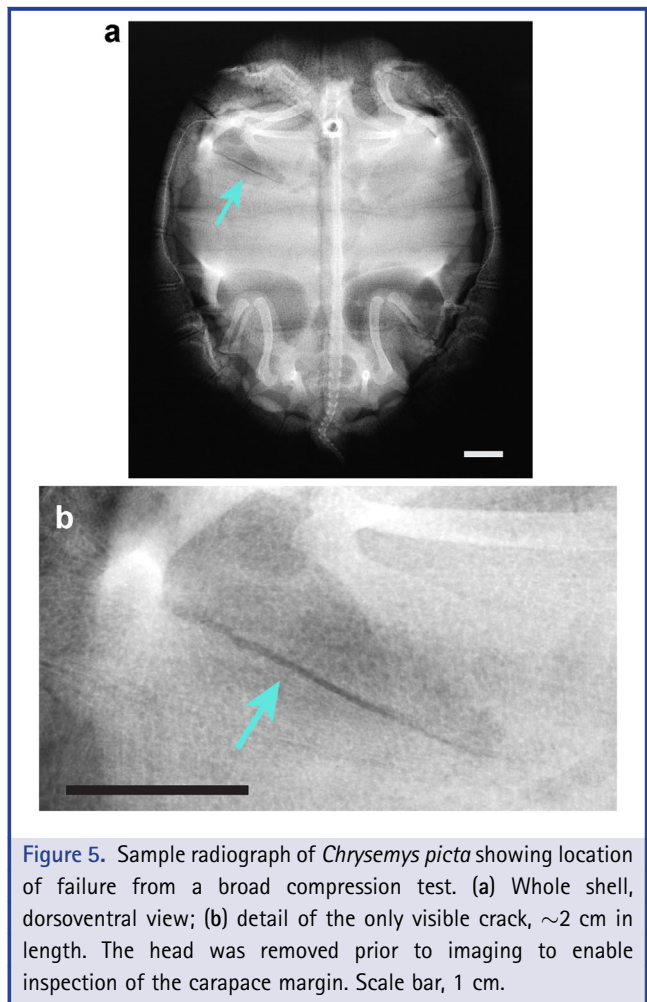 a
b
Figure 5. Sample radiograph of Chrysemys picta showing location
of failure from a broad compression test. (a) Whole shell,
dorsoventral view; (b) detail of the only visible crack, ∼2 cm in
length. The head was removed prior to imaging to enable
inspection of the carapace margin. Scale bar, 1 cm.